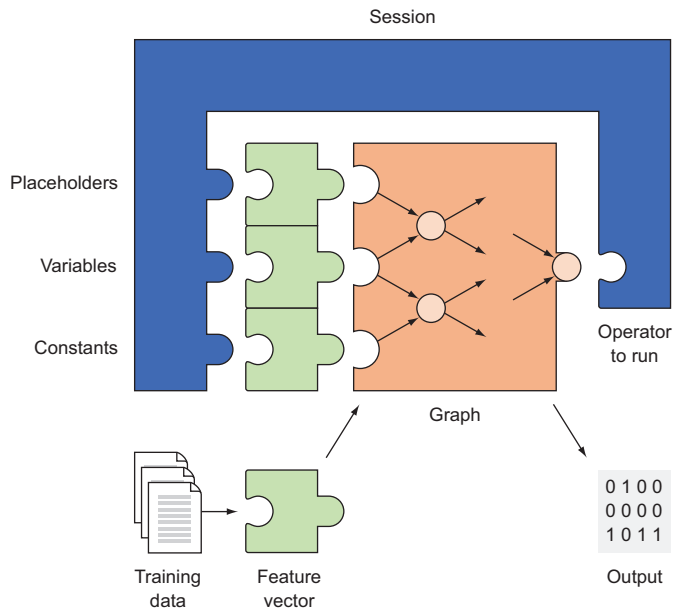 Session
Placeholders
Variables
Constants
Operator
to run
Graph
0 1 0 0
0 0 0 0
1 0 1 1
Training
data
Feature
vector
Output